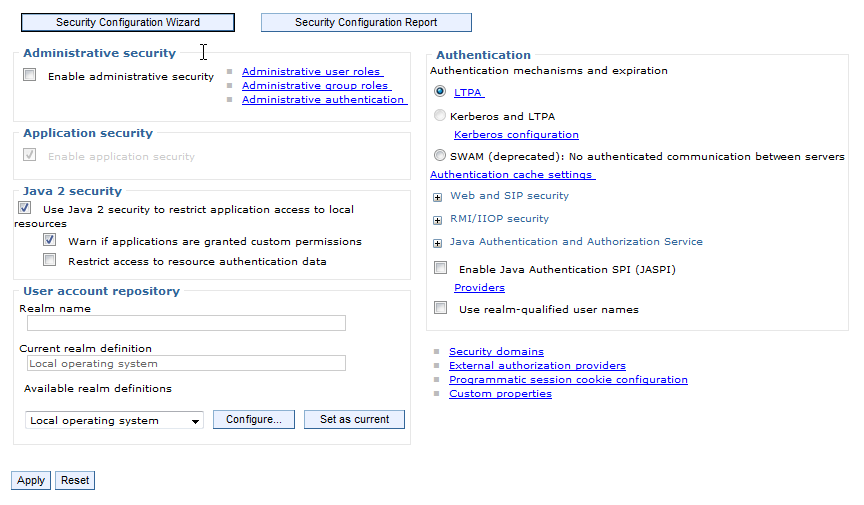 Security Configuration Wizard
Security Configuration Report
Administrative security
Enable administrative security
Administrative user roles
Administrative group roles
Administrative authentication
Application security
Enable application security
Java 2 security
Use Java 2 security to restrict application access to local
resources
Warn if applications are granted custom permissions
Restrict access to resource authentication data
User account repository
Realm name
Current realm definition
Local operating system
Available realm definitions
Local operating system
Configure...
Set as current
Apply
Reset
Authentication
Authentication mechanisms and expiration
LTPA
Kerberos and LTPA
Kerberos configuration
SWAM (deprecated): No authenticated communication between servers
Authentication cache settings
Web and SIP security
RMI/IIOP security
Java Authentication and Authorization Service
Enable Java Authentication SPI (JASPI)
Providers
Use realm-qualified user names
Security domains
External authorization providers
Programmatic session cookie configuration
Custom properties